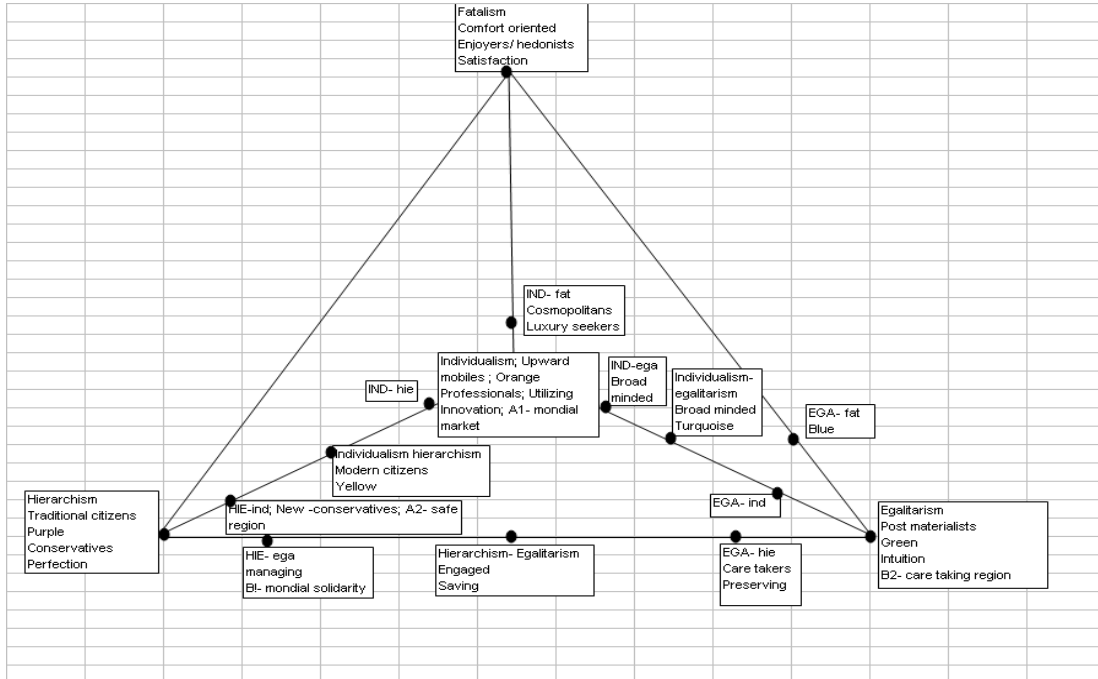 Fatalism
Comfort oriented
Enjoyers/ hedonists
Satisfaction
IND- fat
Cosmopolitans
Luxury seekers
Individualism; Upward
mobiles ; Orange
Professionals; Utilizing
Innovation; A1- mondial
market
IND-ega
Broad
minded
Individualism-
egalitarism
Broad minded
Turquoise
IND- hie
EGA- fat
Blue
Individualism hierarchism
Modern citizens
Yellow
HIE-ind; New -conservatives; A2- safe
region
EGA- ind
Hierarchism
Traditional citizens
Purple
Conservatives
Perfection
Egalitarism
Post materialists
Green
Intuition
B2- care taking region
HIE- ega
managing
B!- mondial solidarity
Hierarchism- Egalitarism
Engaged
Saving
EGA- hie
Care takers
Preserving